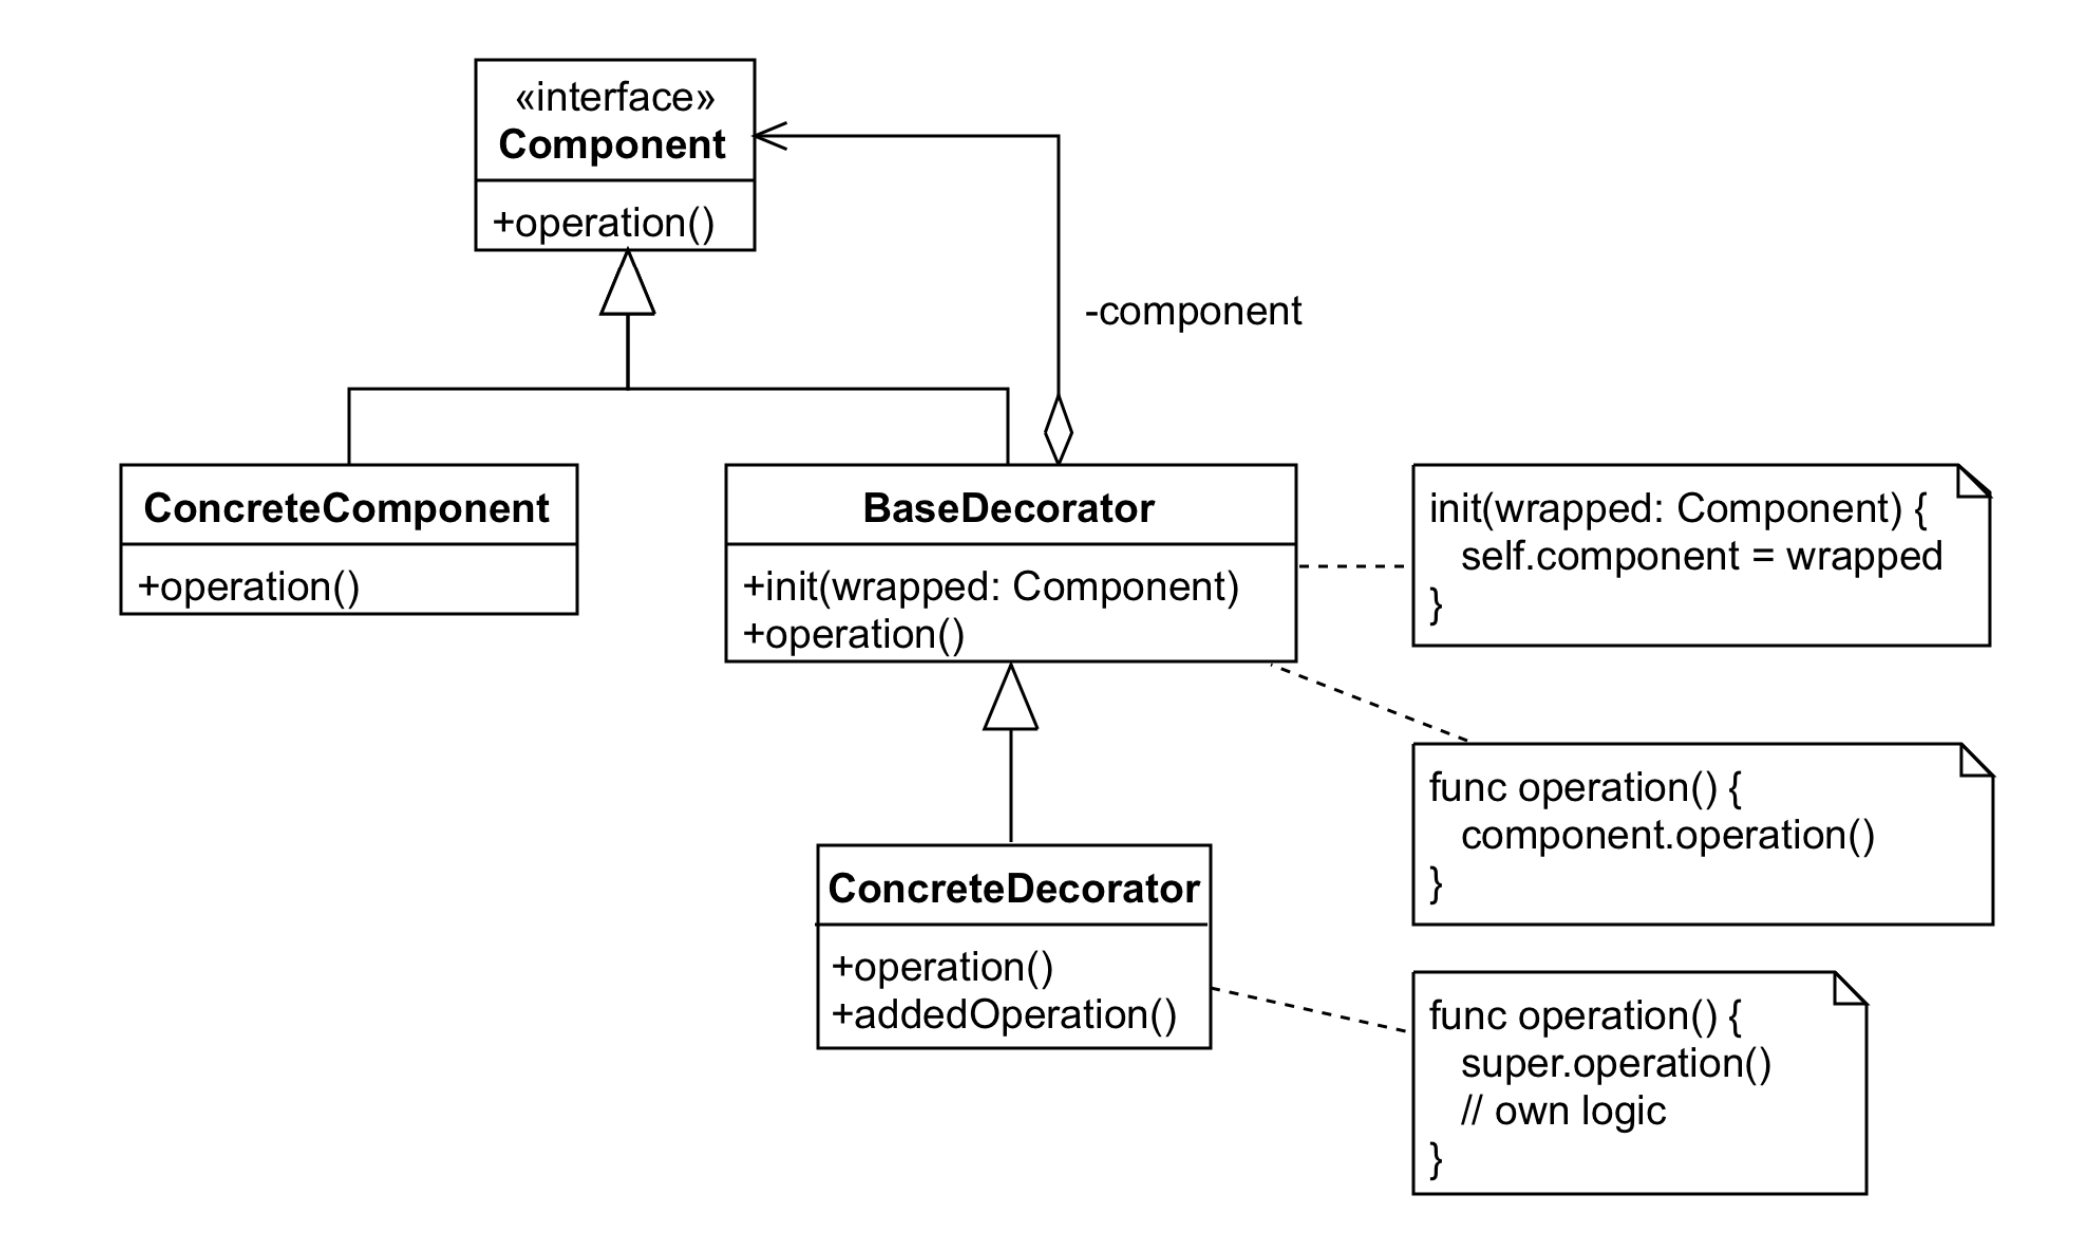 «interface»
Component
+operation()
-component
ConcreteComponent
+operation()
BaseDecorator
+init(wrapped: Component)
+operation()
init(wrapped: Component) {
self.component = wrapped
}
func operation() {
component.operation()
}
ConcreteDecorator
+operation()
+addedOperation()
func operation() {
super.operation()
// own logic
}